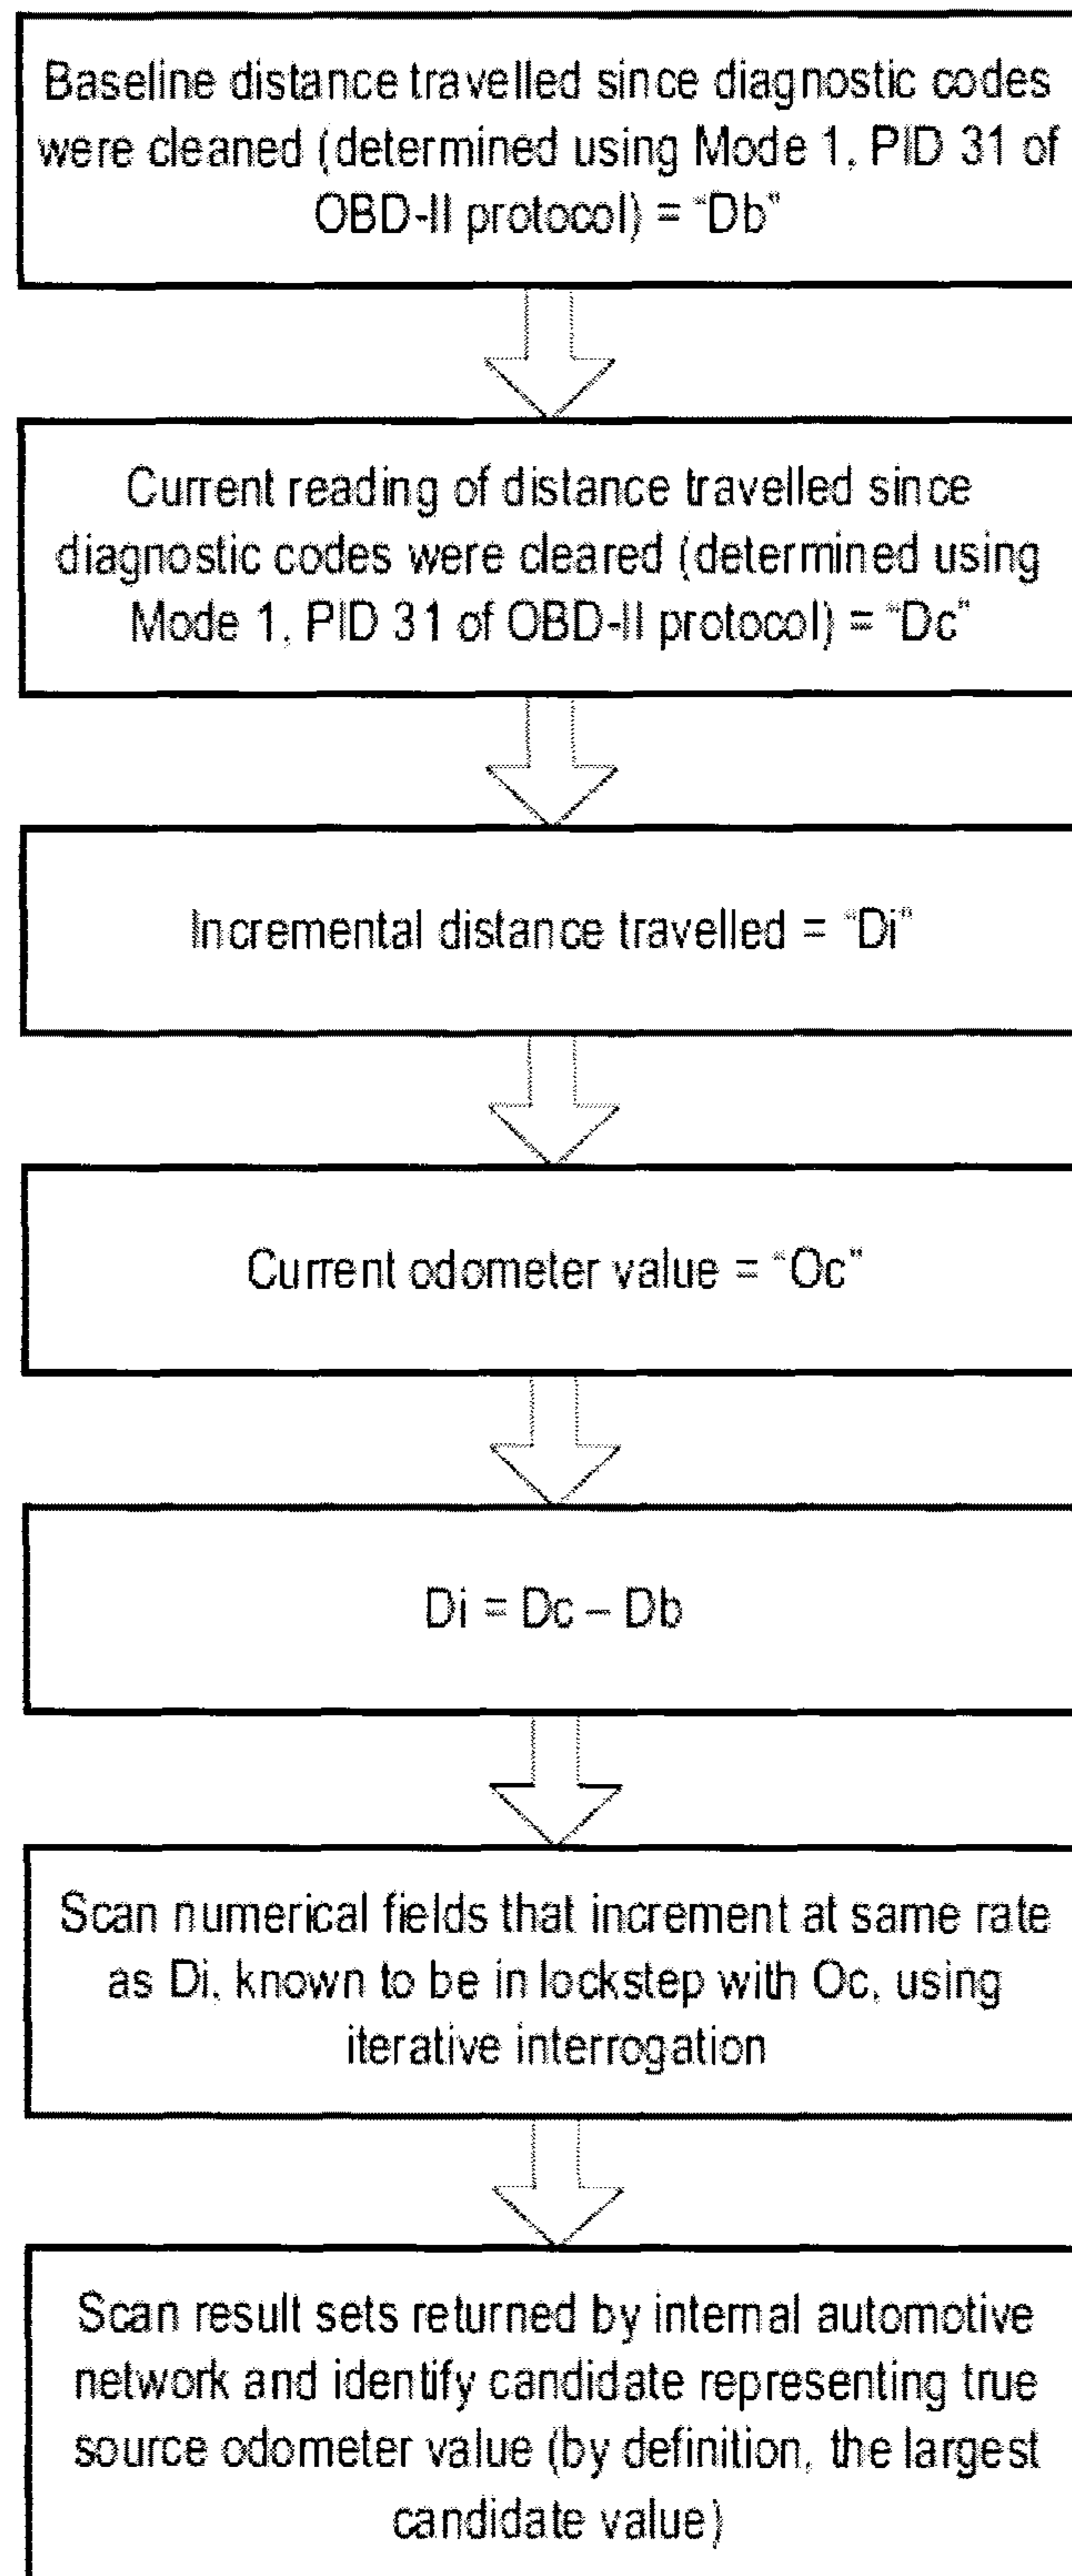 Baseline distance travelled since diagnostic codes
were cleaned (determined using Mode 1, PID 31 of
OBD-II protocol) = “Db”
Current reading of distance travelled since
diagnostic codes were cleared (determined using
Mode 1, PID 31 of OBD-II protocol) = “Dc”
Incremental distance travelled = “Di”
Current odometer value = “Oc”
Di = Dc – Db
Scan numerical fields that increment at same rate
as Di, known to be in lockstep with Oc, using
iterative interrogation
Scan result sets returned by internal automotive
network and identify candidate representing true
source odometer value (by definition, the largest
candidate value)